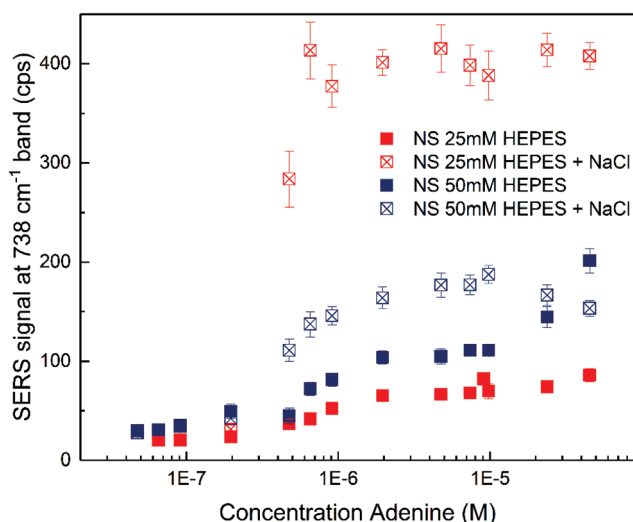 SERS signal at 738 cm⁻¹ band (cps)
400
300
200
100
0
NS 25mM HEPES
NS 25mM HEPES + NaCl
NS 50mM HEPES
NS 50mM HEPES + NaCl
1E-7
1E-6
1E-5
Concentration Adenine (M)